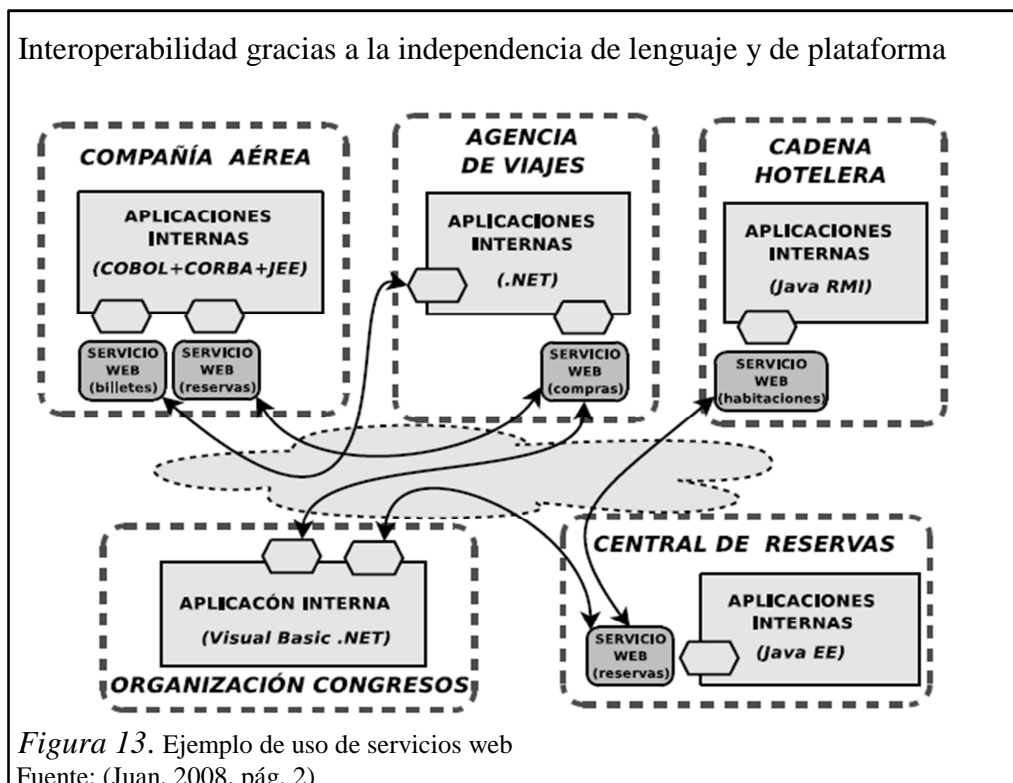 Interoperabilidad gracias a la independencia de lenguaje y de plataforma
COMPAÑÍA AÉREA
APLICACIONES
INTERNAS
(COBOL+CORBA+JEE)
SERVICIO
WEB
(billetes)
SERVICIO
WEB
(reservas)
AGENCIA
DE VIAJES
APLICACIONES
INTERNAS
(.NET)
SERVICIO
WEB
(compras)
CADENA
HOTELERA
APLICACIONES
INTERNAS
(Java RMI)
SERVICIO
WEB
(habitaciones)
APLICACÓN INTERNA
(Visual Basic .NET)
ORGANIZACIÓN CONGRESOS
CENTRAL DE RESERVAS
SERVICIO
WEB
(reservas)
APLICACIONES
INTERNAS
(Java EE)
Figura 13. Ejemplo de uso de servicios web
Fuente: (Juan, 2008, pág. 2)